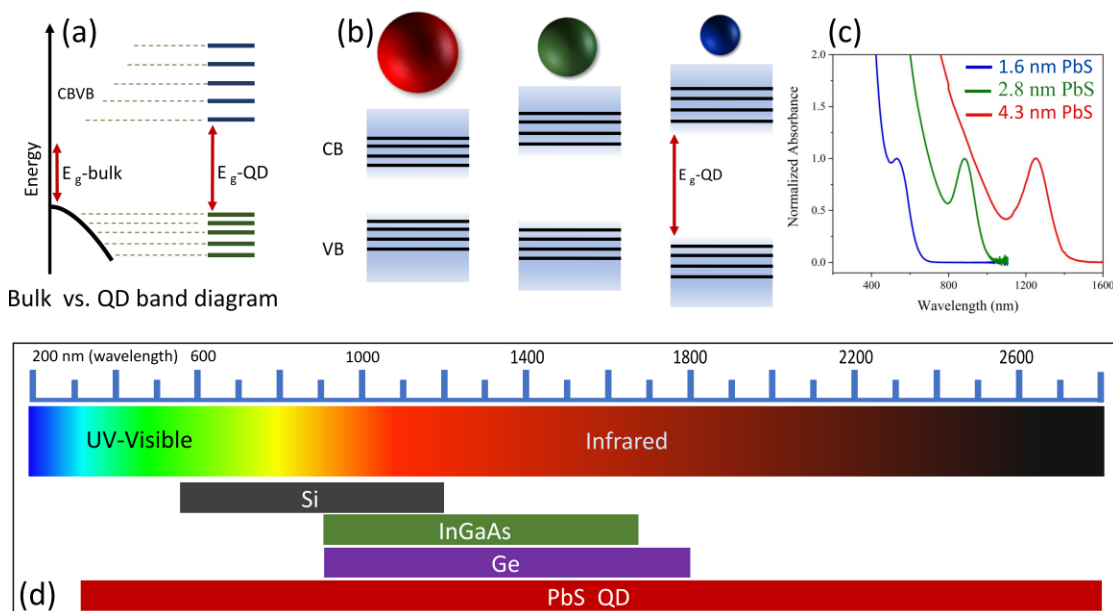 (a)
Energy
CBVB
E g-bulk
E g-QD
Bulk vs. QD band diagram
(b)
CB
VB
E g-QD
(c)
Normalized Absorbance
2.0
1.5
1.0
0.5
0.0
1.6 nm PbS
2.8 nm PbS
4.3 nm PbS
400 800 1200 1600
Wavelength (nm)
200 nm (wavelength) 600 1000 1400 1800 2200 2600
UV-Visible Infrared
Si
InGaAs
Ge
(d) PbS QD